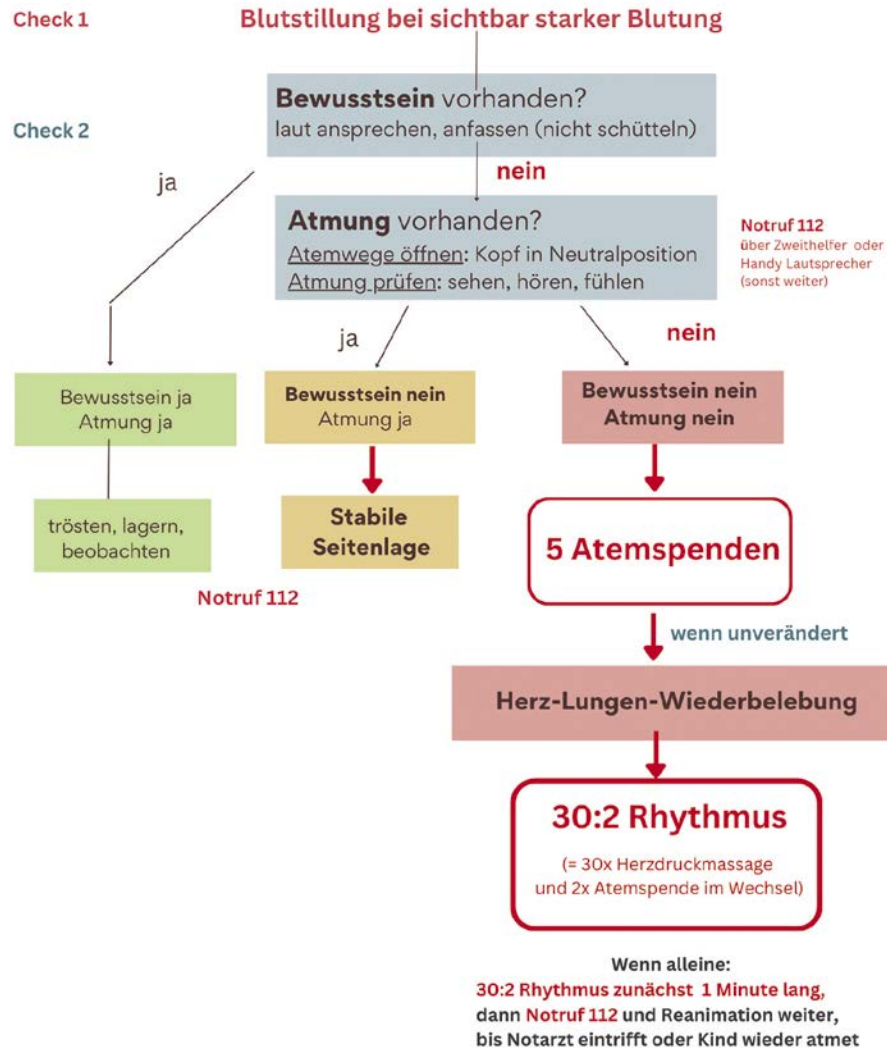 Check 1
Blutstillung bei sichtbar starker Blutung
Check 2
Bewusstsein vorhanden?
laut ansprechen, anfassen (nicht schütteln)
ja
nein
Atmung vorhanden?
Atemwege öffnen: Kopf in Neutralposition
Atmung prüfen: sehen, hören, fühlen
Notruf 112
über Zweithelfer oder
Handy Lautsprecher
(sonst weiter)
ja
nein
Bewusstsein ja
Atmung ja
Bewusstsein nein
Atmung ja
Bewusstsein nein
Atmung nein
trösten, lagern,
beobachten
Stabile
Seitenlage
5 Atemspenden
Notruf 112
wenn unverändert
Herz-Lungen-Wiederbelebung
30:2 Rhythmus
(= 30x Herzdruckmassage
und 2x Atemspende im Wechsel)
Wenn alleine:
30:2 Rhythmus zunächst 1 Minute lang,
dann Notruf 112 und Reanimation weiter,
bis Notarzt eintrifft oder Kind wieder atmet